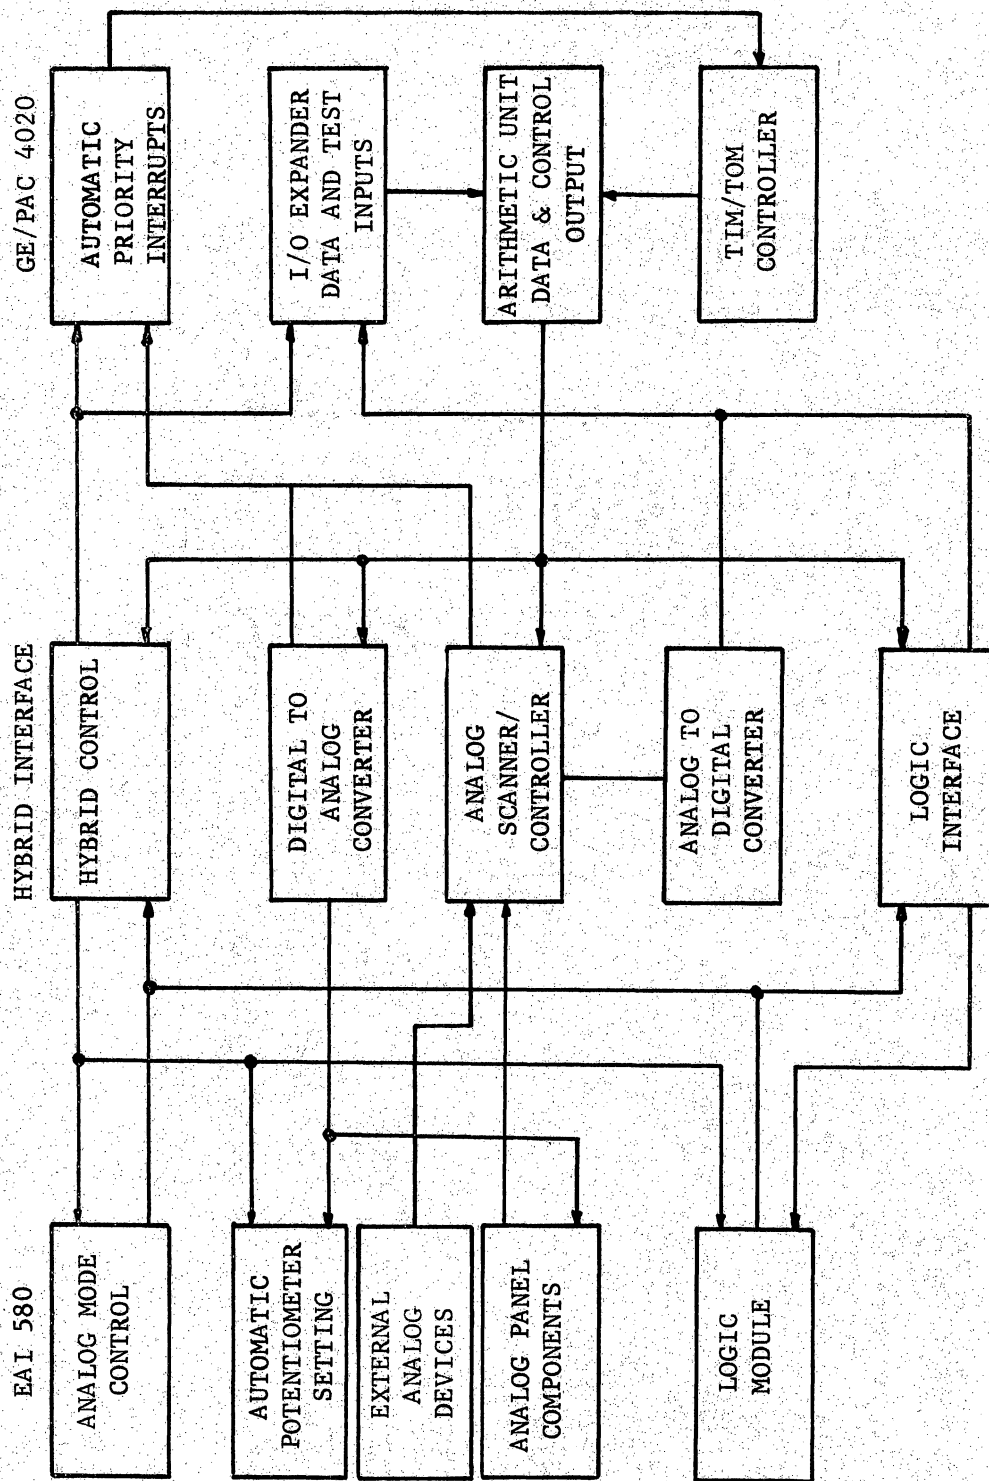 EAI 580
ANALOG MODE
CONTROL
AUTOMATIC
POTENTIOMETER
SETTING
EXTERNAL
ANALOG
DEVICES
ANALOG PANEL
COMPONENTS
LOGIC
MODULE
HYBRID INTERFACE
HYBRID CONTROL
DIGITAL TO
ANALOG
CONVERTER
ANALOG
SCANNER/
CONTROLLER
ANALOG TO
DIGITAL
CONVERTER
LOGIC
INTERFACE
GE/PAC 4020
AUTOMATIC
PRIORITY
INTERRUPTS
I/O EXPANDER
DATA AND TEST
INPUTS
ARITHMETIC UNIT
DATA & CONTROL
OUTPUT
TIM/TOM
CONTROLLER